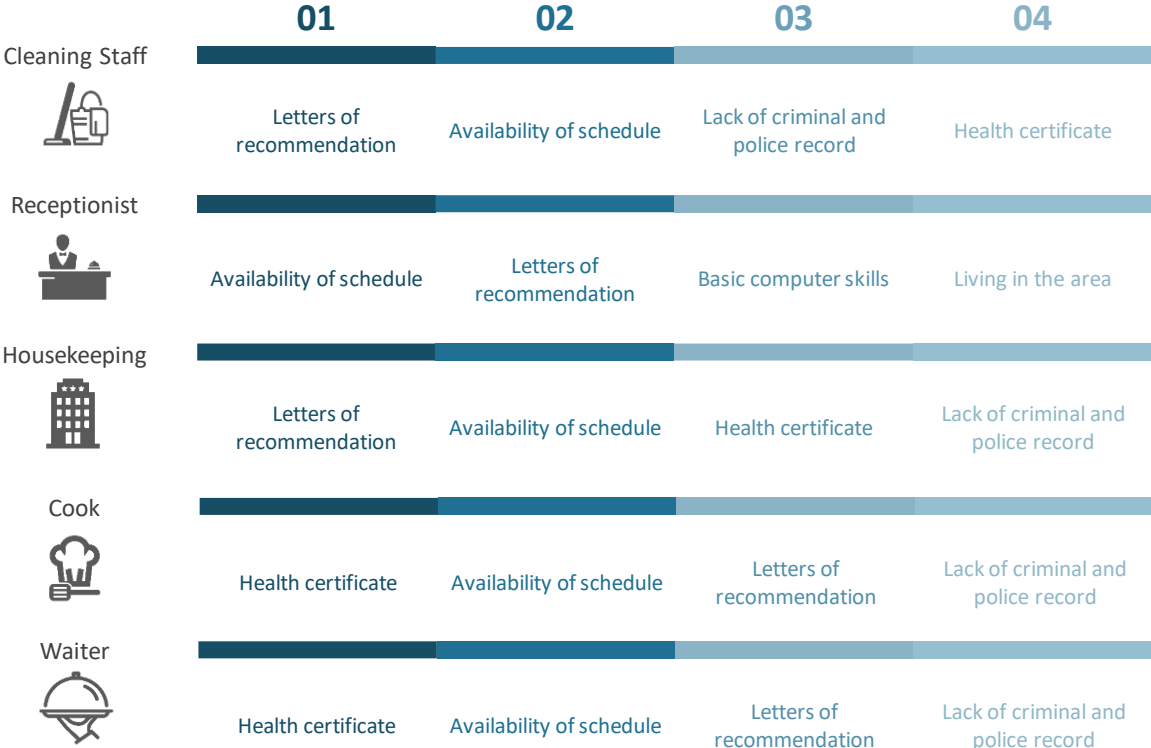 01 02 03 04
Cleaning Staff
Letters of
recommendation
Availability of schedule
Lack of criminal and
police record
Health certificate
Receptionist
Availability of schedule
Letters of
recommendation
Basic computer skills
Living in the area
Housekeeping
Letters of
recommendation
Availability of schedule
Health certificate
Lack of criminal and
police record
Cook
Health certificate
Availability of schedule
Letters of
recommendation
Lack of criminal and
police record
Waiter
Health certificate
Availability of schedule
Letters of
recommendation
Lack of criminal and
police record